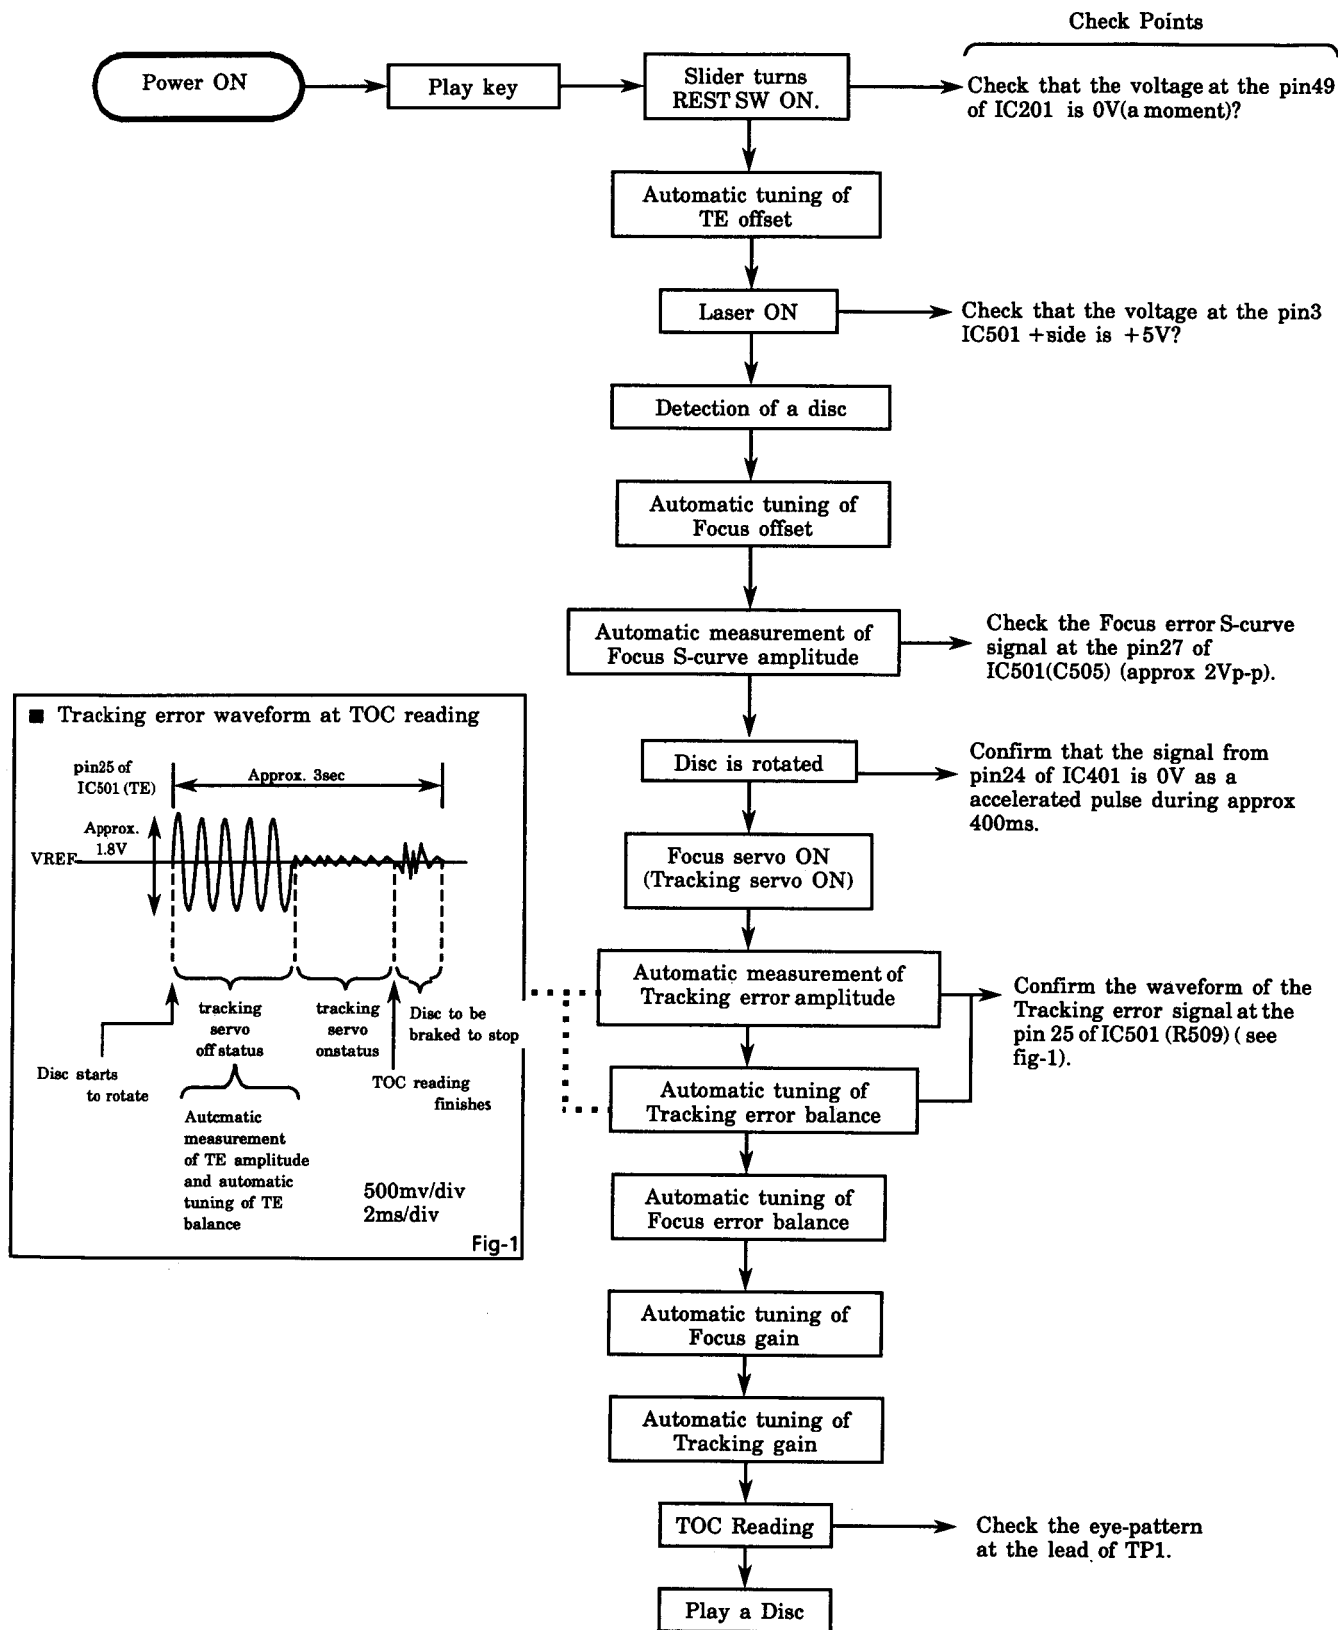 Check Points
Power ON
Play key
Slider turns
REST SW ON.
Check that the voltage at the pin49
of IC201 is 0V(a moment)?
Automatic tuning of
TE offset
Laser ON
Check that the voltage at the pin3
IC501 +side is +5V?
Detection of a disc
Automatic tuning of
Focus offset
Automatic measurement of
Focus S-curve amplitude
Check the Focus error S-curve
signal at the pin27 of
IC501(C505) (approx 2Vp-p).
Disc is rotated
Confirm that the signal from
pin24 of IC401 is 0V as a
accelerated pulse during approx
400ms.
Focus servo ON
(Tracking servo ON)
Automatic measurement of
Tracking error amplitude
Confirm the waveform of the
Tracking error signal at the
pin 25 of IC501 (R509) ( see
fig-1).
Automatic tuning of
Tracking error balance
Automatic tuning of
Focus error balance
Automatic tuning of
Focus gain
Automatic tuning of
Tracking gain
TOC Reading
Check the eye-pattern
at the lead of TP1.
Play a Disc
■ Tracking error waveform at TOC reading
pin25 of
IC501 (TE)
Approx. 3sec
Approx.
1.8V
VREF
tracking
servo
off status
tracking
servo
onstatus
Disc to be
braked to stop
Disc starts
to rotate
TOC reading
finishes
Automatic
measurement
of TE amplitude
and automatic
tuning of TE
balance
500mv/div
2ms/div
Fig-1